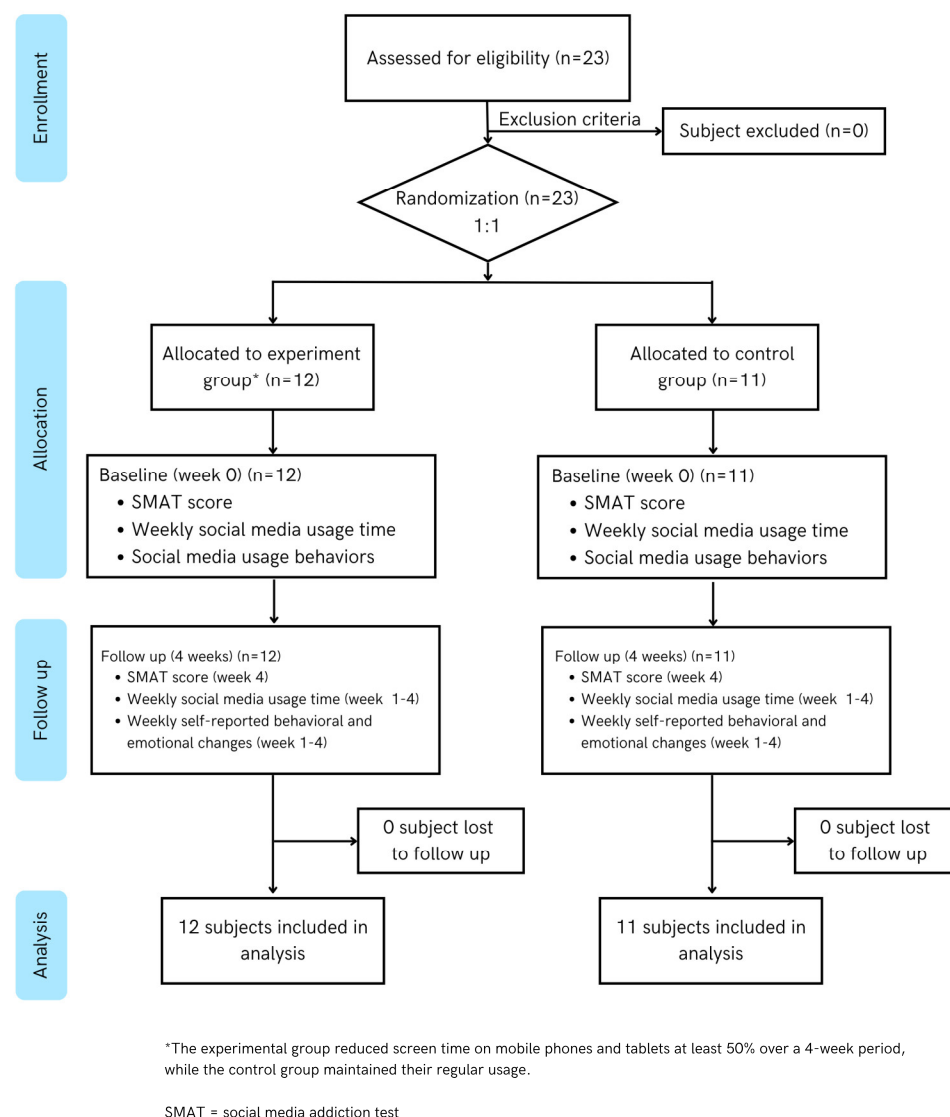 Enrollment
Assessed for eligibility (n=23)
Exclusion criteria
Subject excluded (n=0)
Randomization (n=23)
1:1
Allocation
Allocated to experiment
group* (n=12)
Allocated to control
group (n=11)
Baseline (week 0) (n=12)
• SMAT score
• Weekly social media usage time
• Social media usage behaviors
Baseline (week 0) (n=11)
• SMAT score
• Weekly social media usage time
• Social media usage behaviors
Follow up
Follow up (4 weeks) (n=12)
• SMAT score (week 4)
• Weekly social media usage time (week 1-4)
• Weekly self-reported behavioral and
emotional changes (week 1-4)
Follow up (4 weeks) (n=11)
• SMAT score (week 4)
• Weekly social media usage time (week 1-4)
• Weekly self-reported behavioral and
emotional changes (week 1-4)
0 subject lost
to follow up
0 subject lost
to follow up
Analysis
12 subjects included in
analysis
11 subjects included in
analysis
*The experimental group reduced screen time on mobile phones and tablets at least 50% over a 4-week period,
while the control group maintained their regular usage.
SMAT = social media addiction test